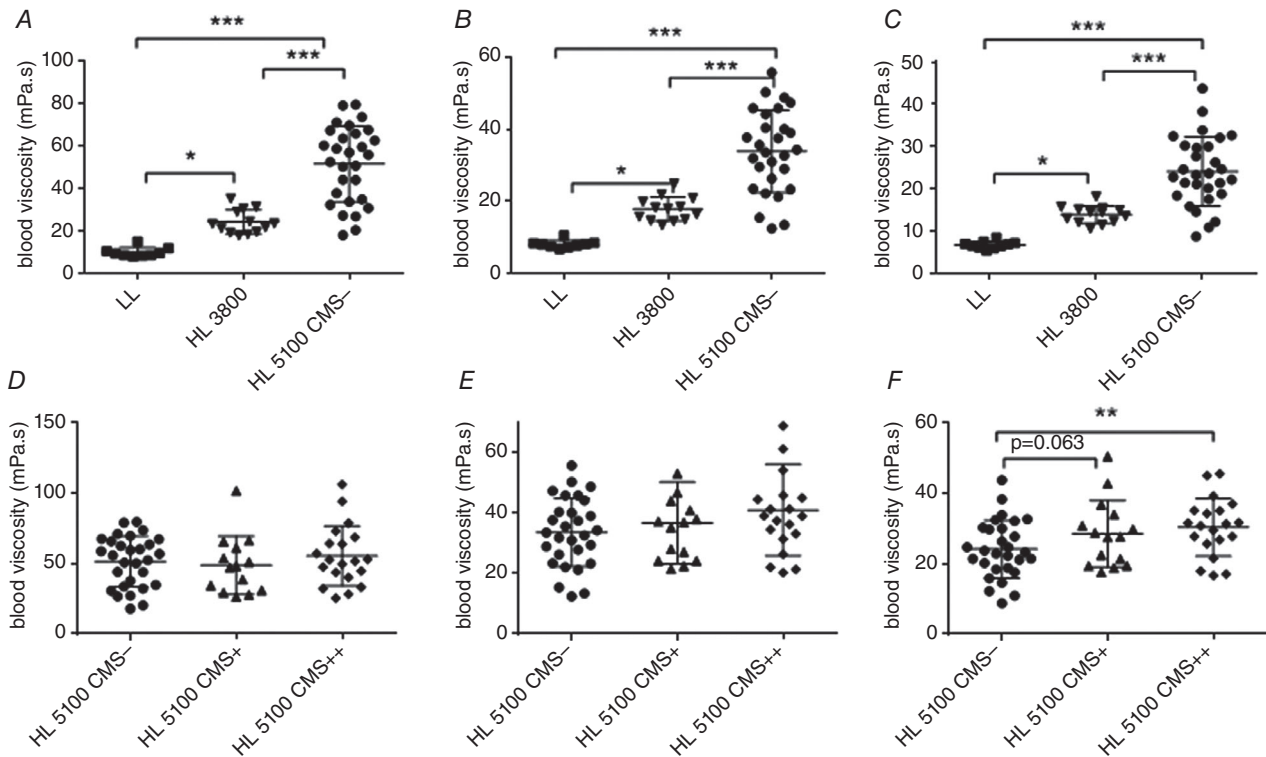 A
***
***
*
blood viscosity (mPa.s)
100
80
60
40
20
0
LL
HL 3800
HL 5100 CMS–
B
***
***
*
blood viscosity (mPa.s)
60
40
20
0
LL
HL 3800
HL 5100 CMS–
C
***
***
*
blood viscosity (mPa.s)
50
40
30
20
10
0
LL
HL 3800
HL 5100 CMS–
D
blood viscosity (mPa.s)
150
100
50
0
HL 5100 CMS–
HL 5100 CMS+
HL 5100 CMS++
E
blood viscosity (mPa.s)
60
40
20
0
HL 5100 CMS–
HL 5100 CMS+
HL 5100 CMS++
F
**
p=0.063
blood viscosity (mPa.s)
60
40
20
0
HL 5100 CMS–
HL 5100 CMS+
HL 5100 CMS++